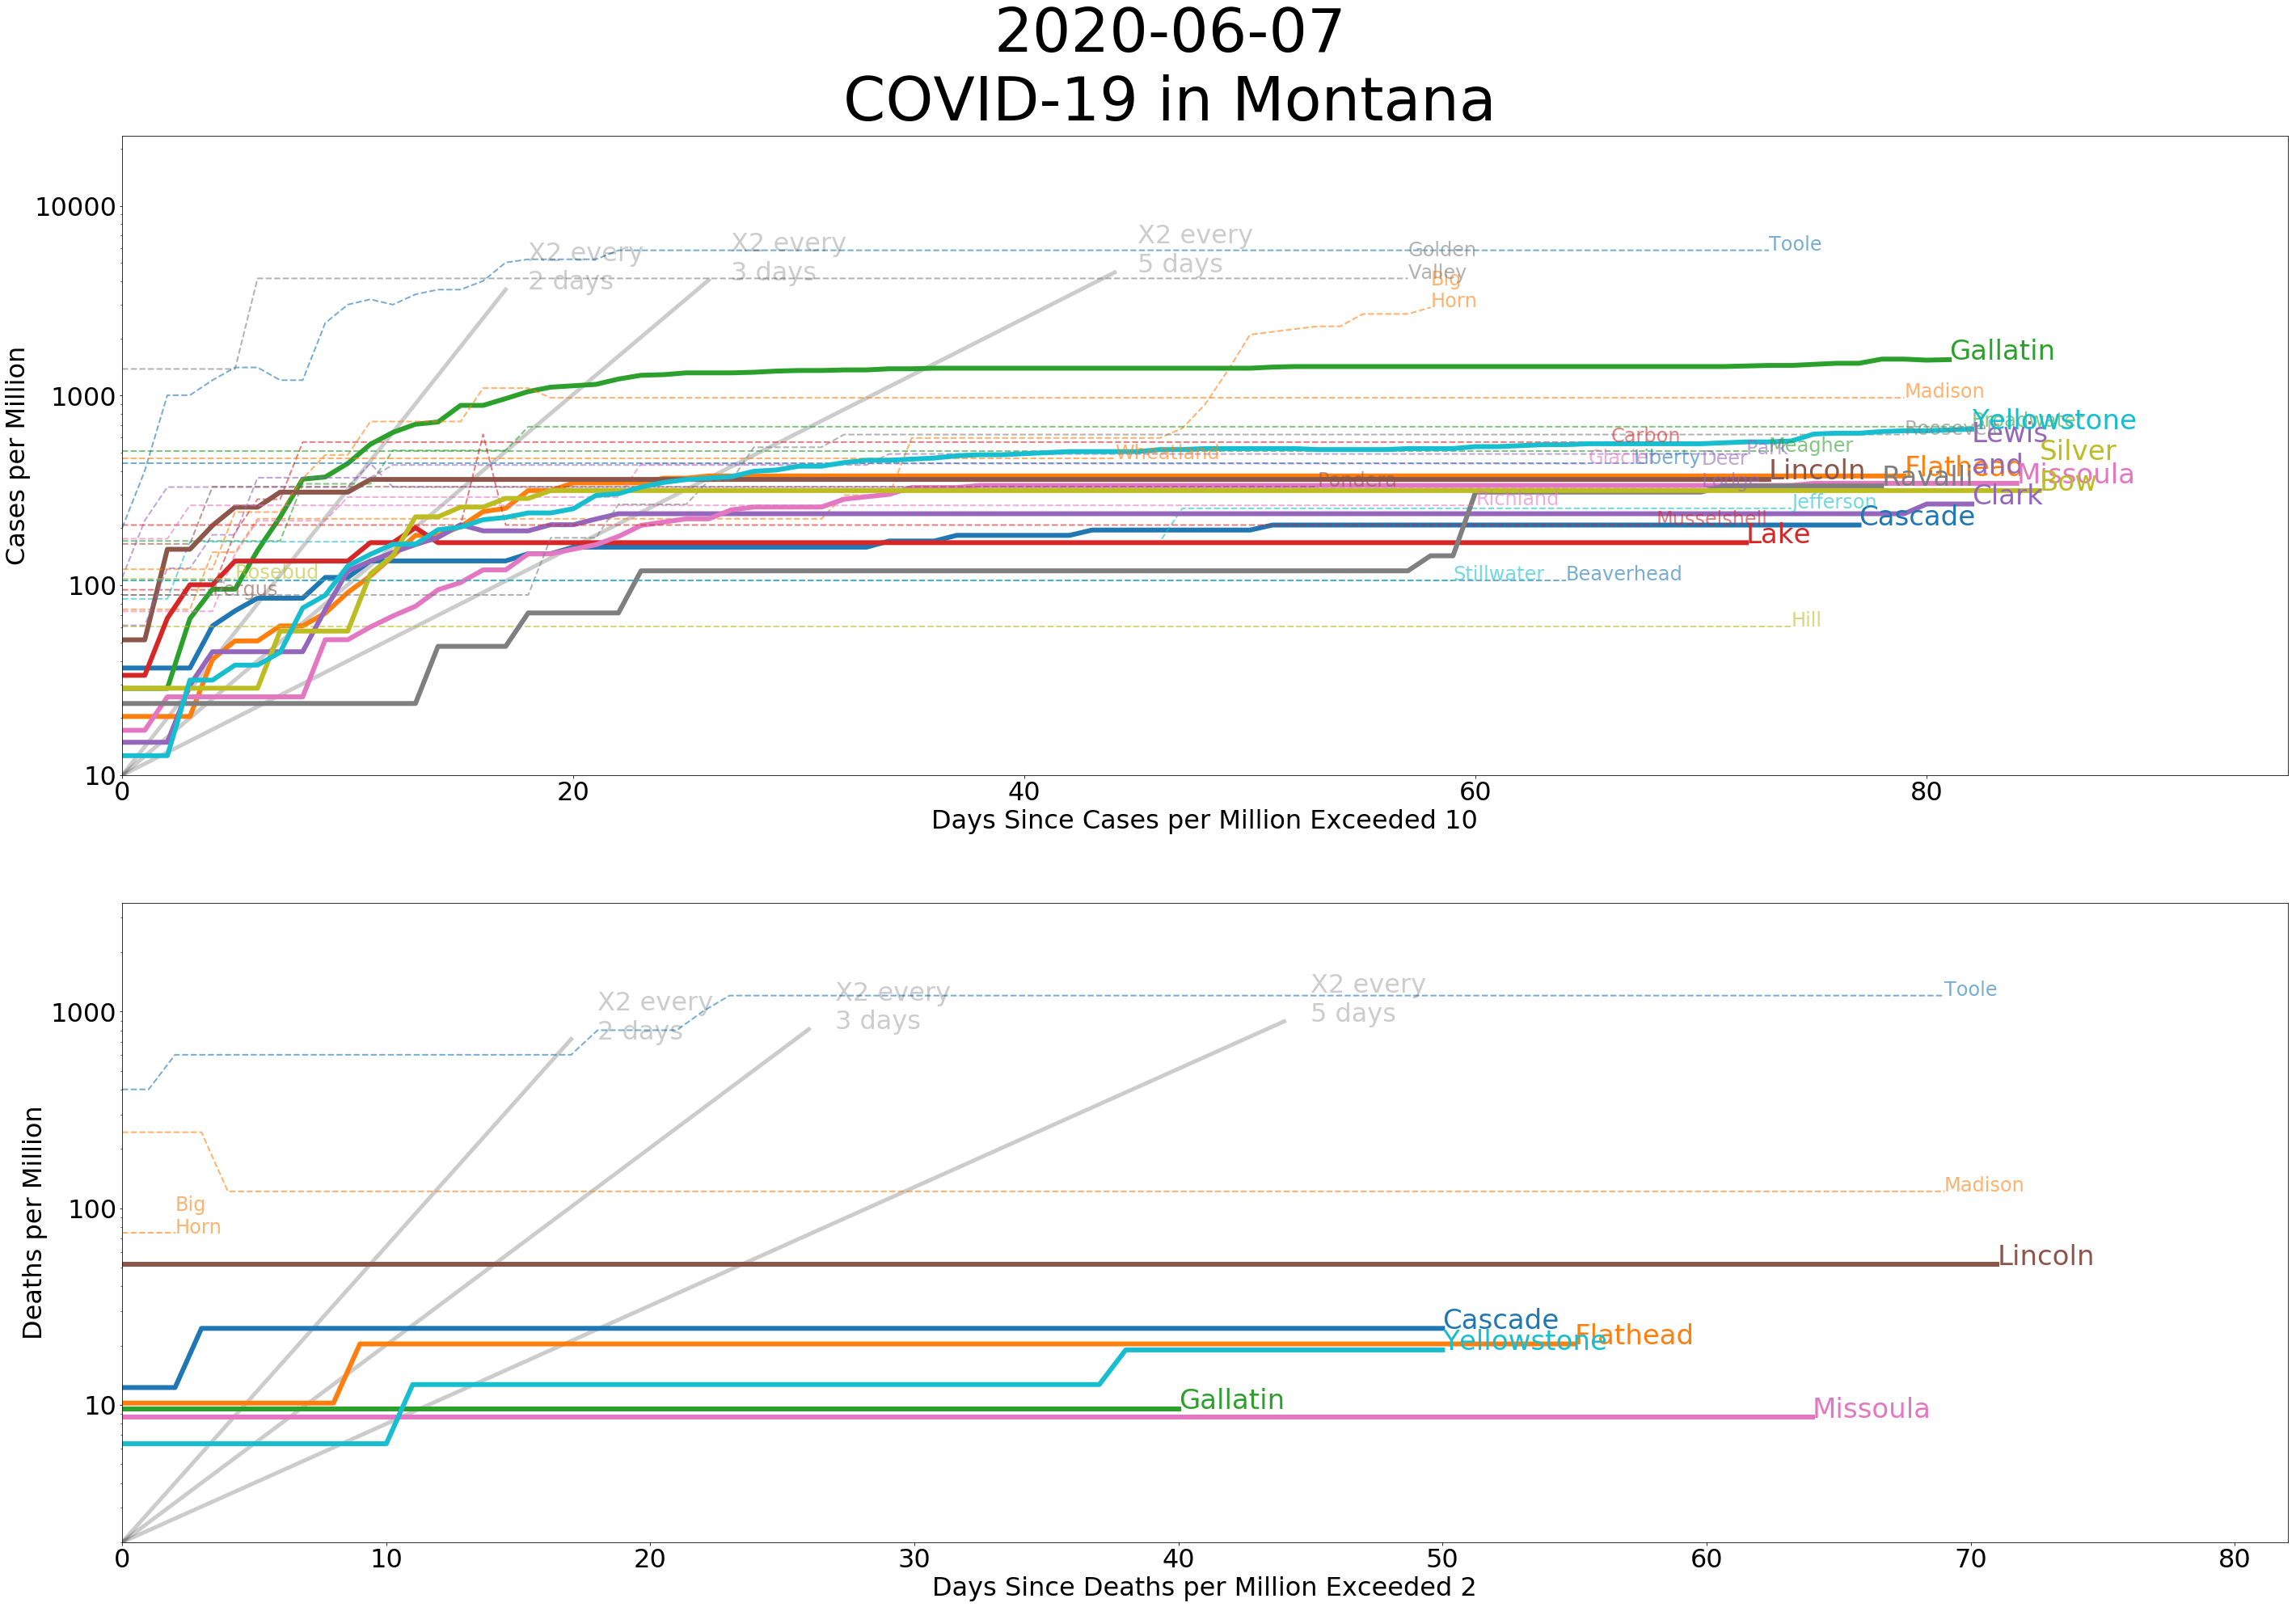 2020-06-07
COVID-19 in Montana
Cases per Million
10000
1000
100
10
X2 every
2 days
X2 every
3 days
X2 every
5 days
Toole
Golden
Valley
Big
Horn
Gallatin
Madison
Yellowstone
Lewis
and
Clark
Silver
Bow
Carbon
Meagher
Park
Wheatland
Glacier
Liberty
Deer
Lodge
Lincoln
Flathead
Ravalli
Missoula
Pondera
Richland
Jefferson
Musselshell
Cascade
Lake
Rosebud
Fergus
Stillwater
Beaverhead
Hill
0
20
40
60
80
Days Since Cases per Million Exceeded 10
Deaths per Million
1000
100
10
X2 every
2 days
X2 every
3 days
X2 every
5 days
Toole
Madison
Big
Horn
Lincoln
Cascade
Flathead
Yellowstone
Gallatin
Missoula
0
10
20
30
40
50
60
70
80
Days Since Deaths per Million Exceeded 2